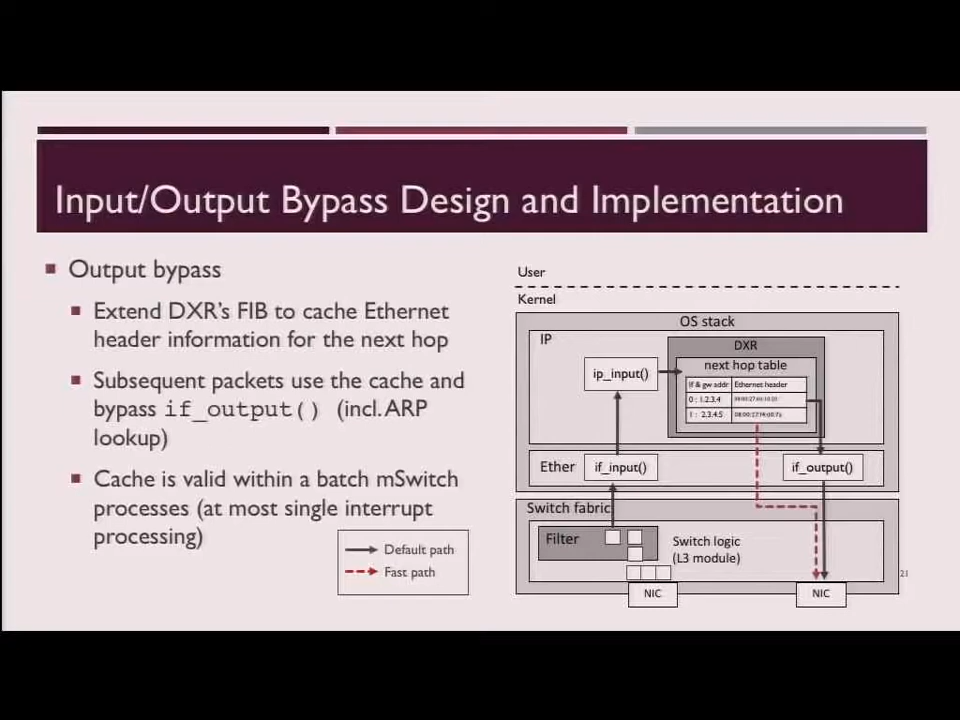 Input/Output Bypass Design and Implementation
Output bypass
Extend DXR's FIB to cache Ethernet
header information for the next hop
Subsequent packets use the cache and
bypass if_output() (incl. ARP
lookup)
Cache is valid within a batch mSwitch
processes (at most single interrupt
processing)
Default path
Fast path
User
Kernel
OS stack
IP
DXR
next hop table
ip_input()
If & gw addr
Ethernet header
0 : 1.2.3.4
1 : 2.3.4.5
Ether
if_input()
if_output()
Switch fabric
Filter
Switch logic
(L3 module)
NIC
NIC
21